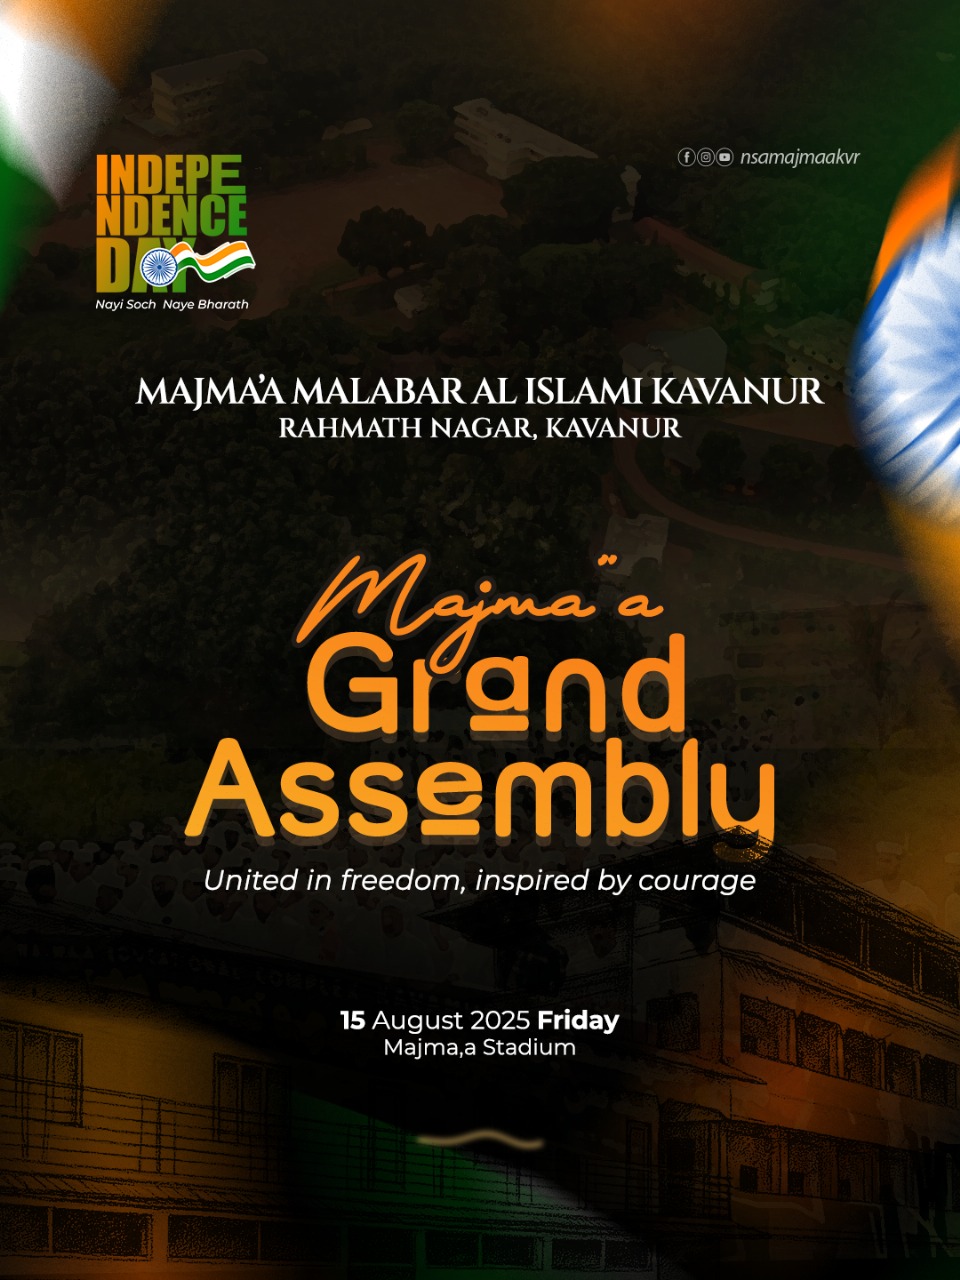 INDEPE
NDENCE
DAY
Nayi Soch Naye Bharath
nsamajmaakvr
MAJMA'A MALABAR AL ISLAMI KAVANUR
RAHMATH NAGAR, KAVANUR
Majma"a
Grand
Assembly
United in freedom, inspired by courage
15 August 2025 Friday
Majma,a Stadium